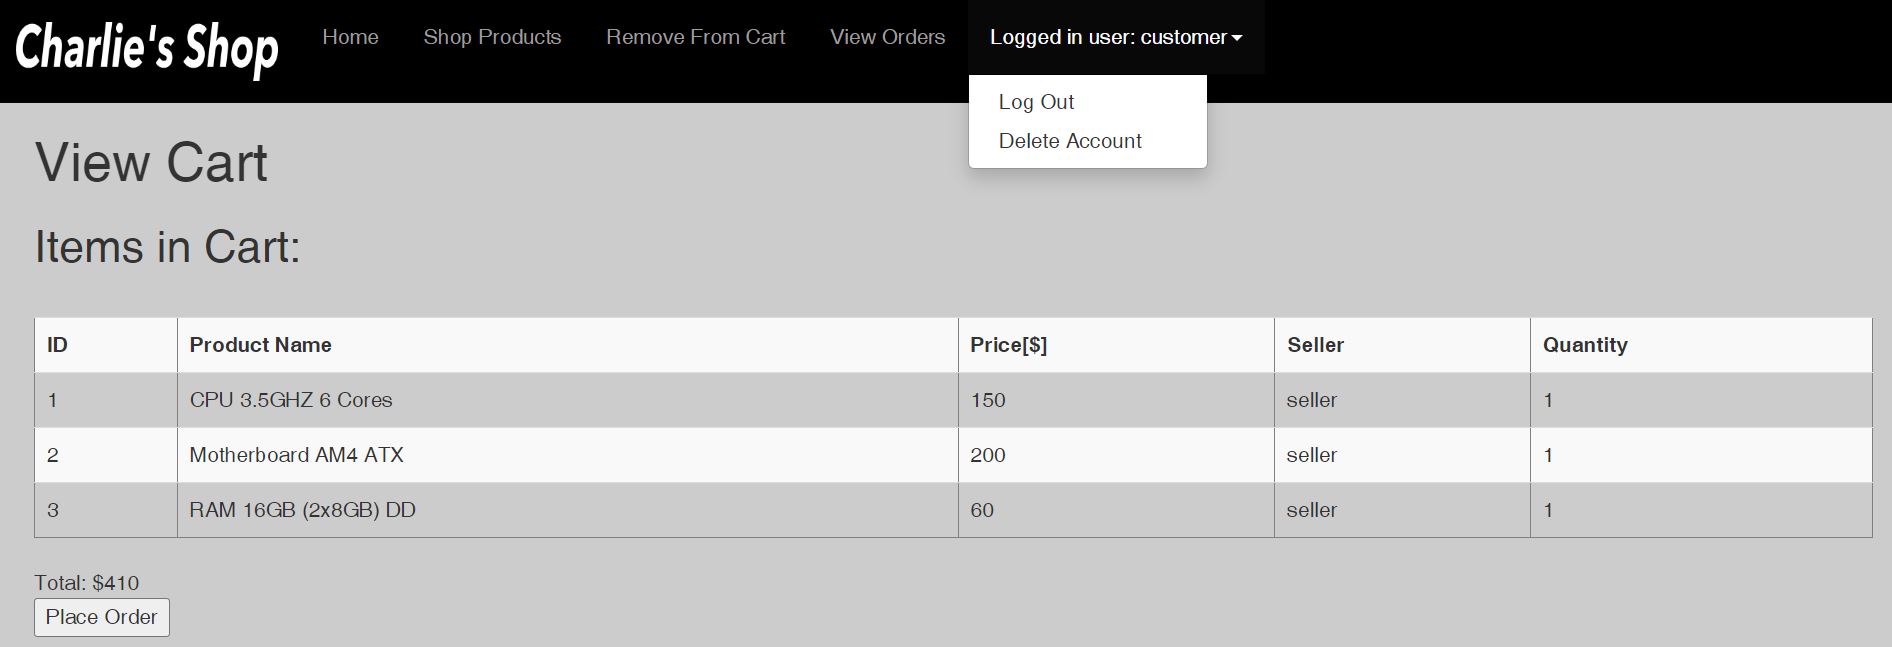 Charlie's Shop Home Shop Products Remove From Cart View Orders Logged in user: customer
Log Out
Delete Account
View Cart
Items in Cart:
ID Product Name Price[$] Seller Quantity
1 CPU 3.5GHZ 6 Cores 150 seller 1
2 Motherboard AM4 ATX 200 seller 1
3 RAM 16GB (2x8GB) DD 60 seller 1
Total: $410
Place Order